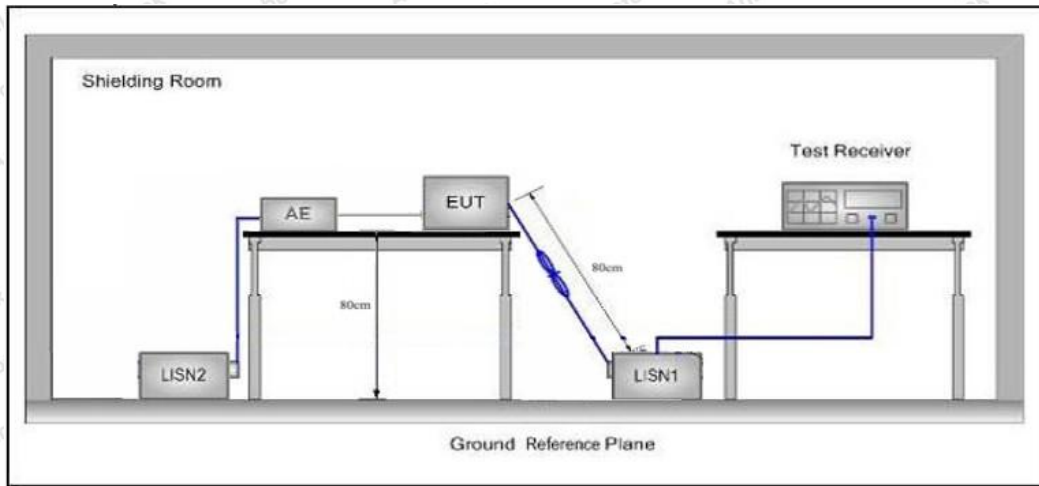 Shielding Room
Test Receiver
EUT
AE
80cm
80cm
LISN2
LISN1
Ground Reference Plane